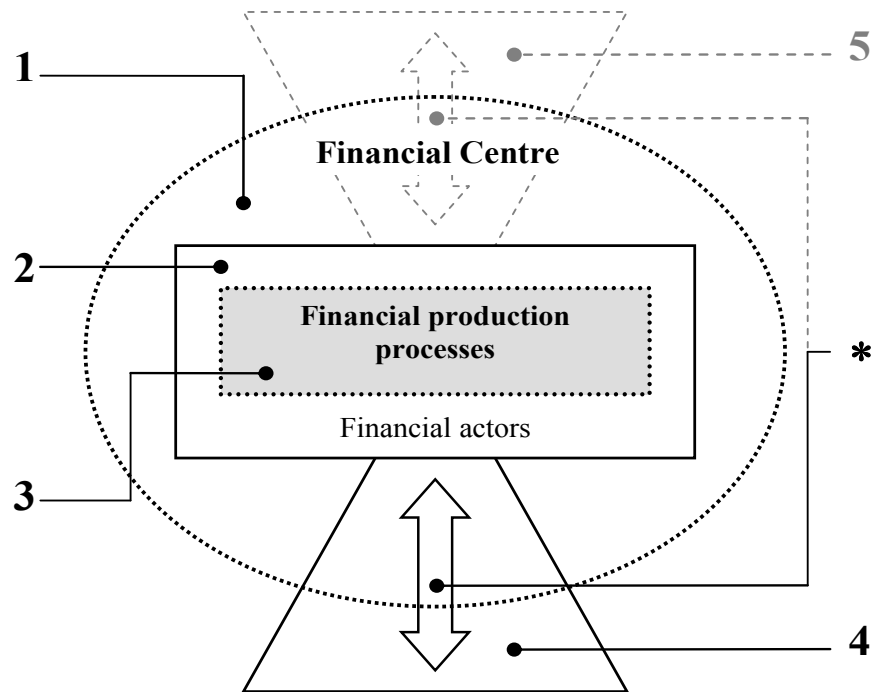 5
1
Financial Centre
2
Financial production
processes
*
3
Financial actors
4